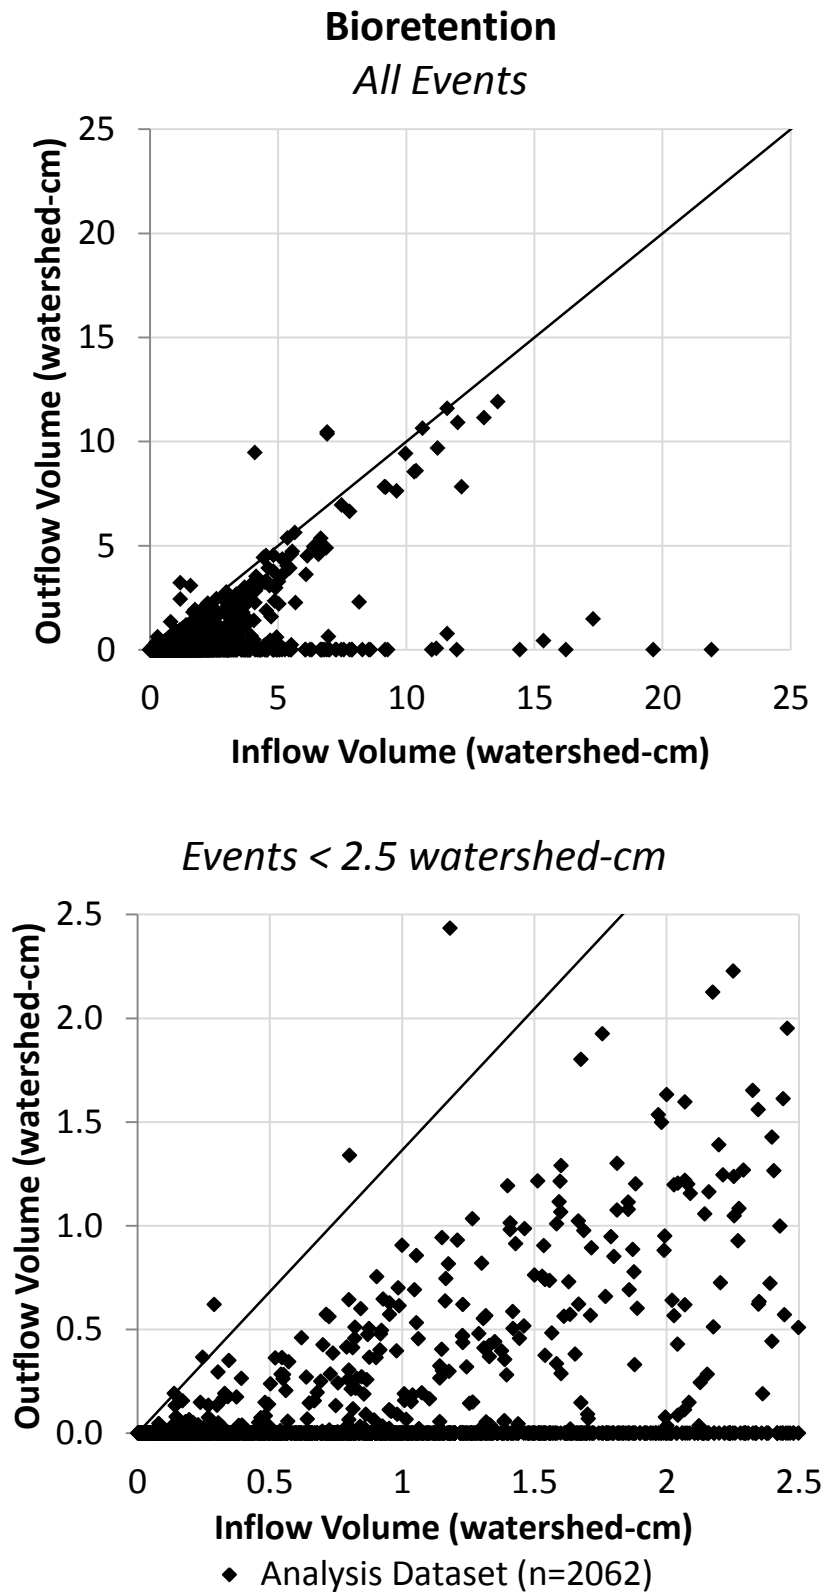 Bioretention
All Events
Outflow Volume (watershed-cm)
25
20
15
10
5
0
0 5 10 15 20 25
Inflow Volume (watershed-cm)
Events < 2.5 watershed-cm
Outflow Volume (watershed-cm)
2.5
2.0
1.5
1.0
0.5
0.0
0 0.5 1 1.5 2 2.5
Inflow Volume (watershed-cm)
Analysis Dataset (n=2062)